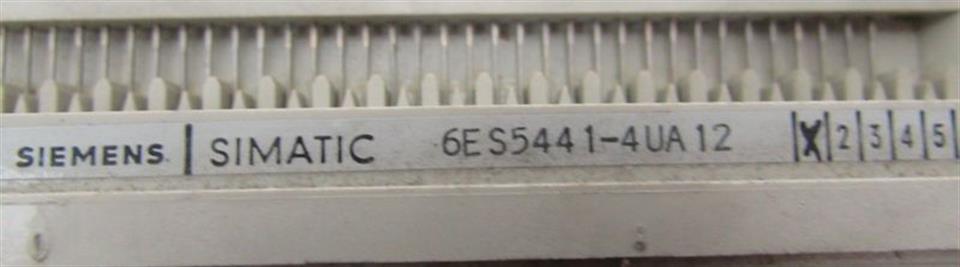 SIEMENS | SIMATIC 6ES5441-4UA12 |X|2|3|4|5|